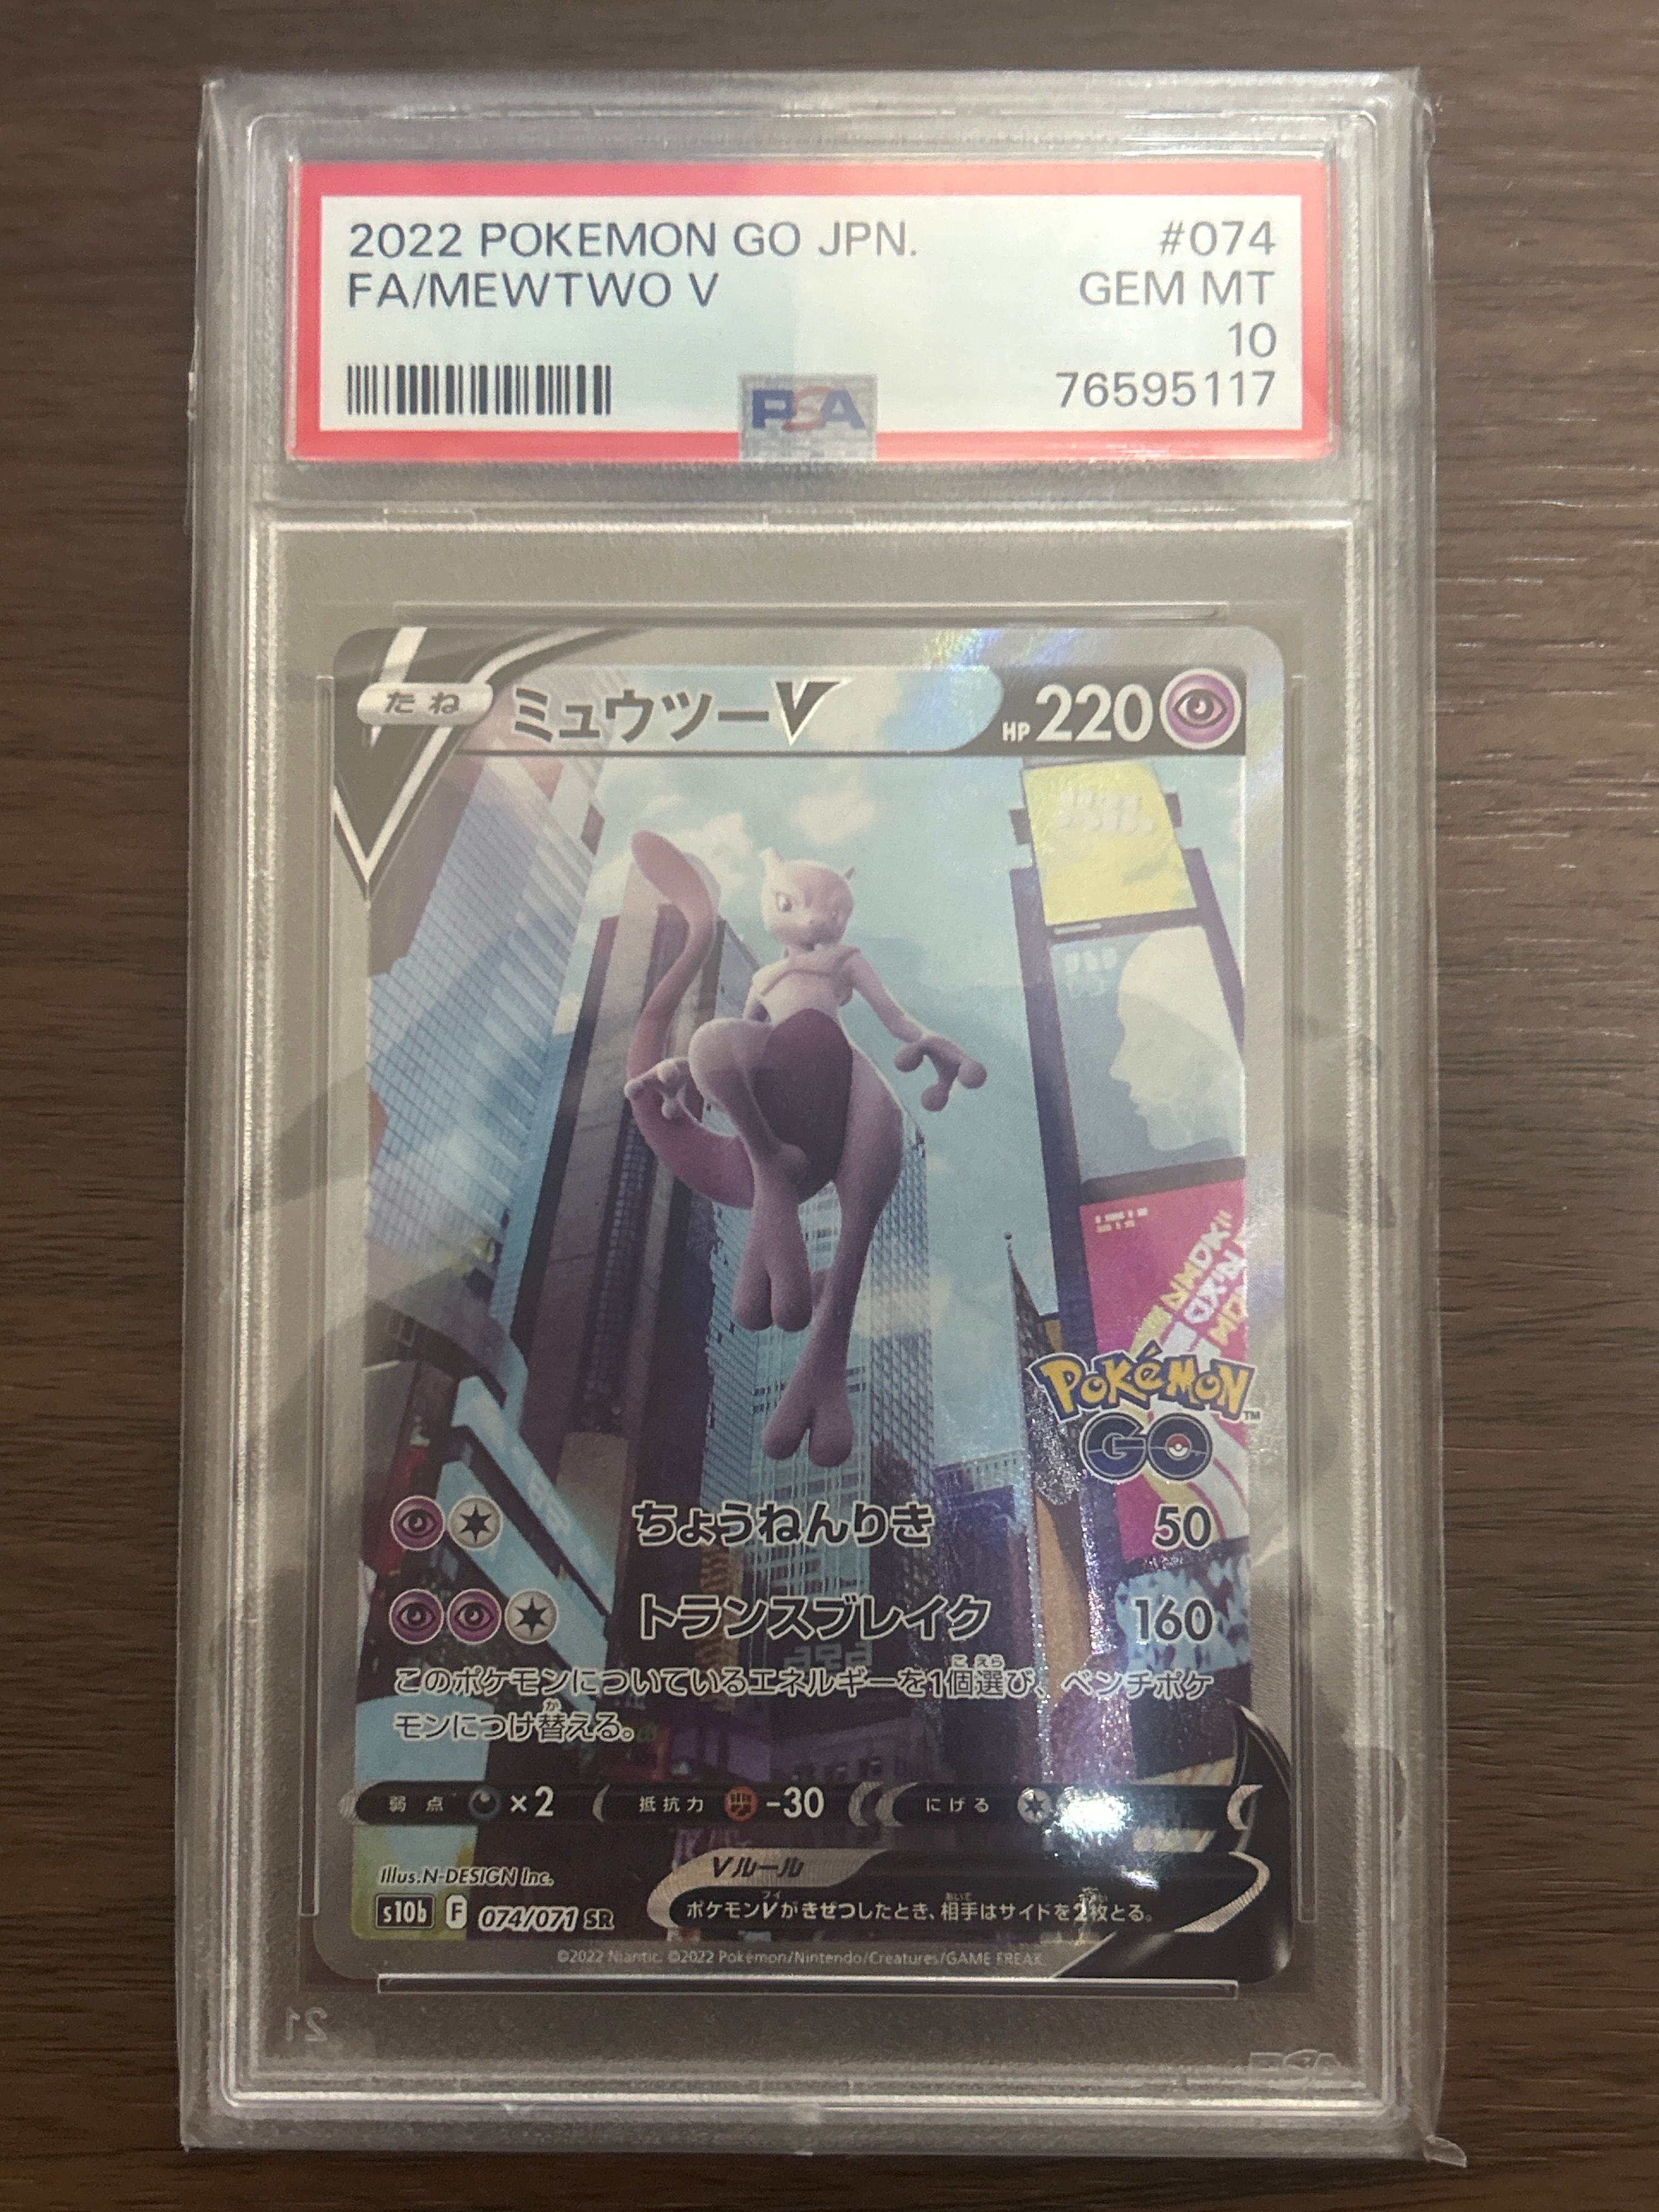 2022 POKEMON GO JPN. #074
FA/MEWTWO V GEM MT
10
PSA 76595117
たね ミュウツーV HP 220
Pokémon™
GO
ちょうねんりき 50
トランスブレイク 160
このポケモンについているエネルギーを1個選び、ベンチポケ
モンにつけ替える。
弱点 ×2 抵抗力 -30 にげる
Illus.N-DESIGN Inc.
Vルール
s10b F 074/071 SR
ポケモンVがきぜつしたとき、相手はサイドを2枚とる。
©2022 Niantic. ©2022 Pokémon/Nintendo/Creatures/GAME FREAK.